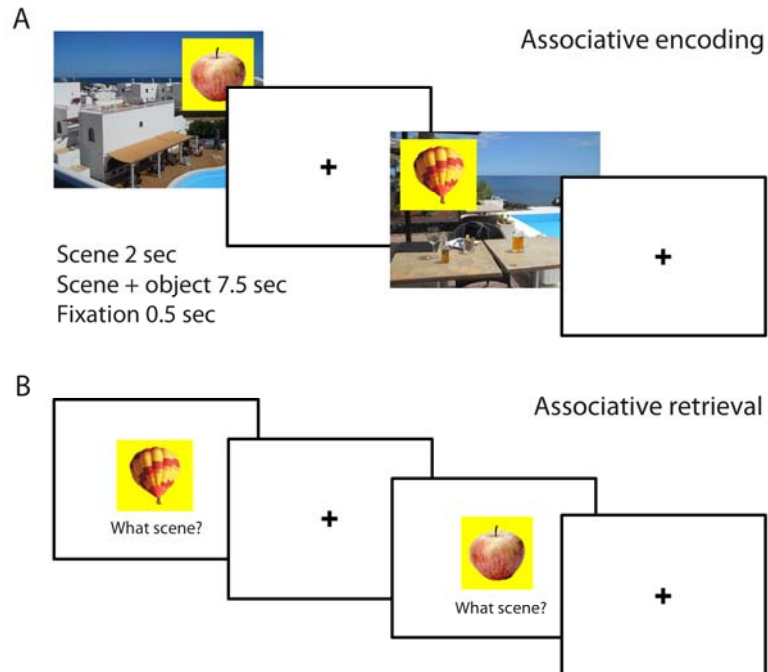 A
Associative encoding
+
+
Scene 2 sec
Scene + object 7.5 sec
Fixation 0.5 sec
B
Associative retrieval
What scene?
+
What scene?
+